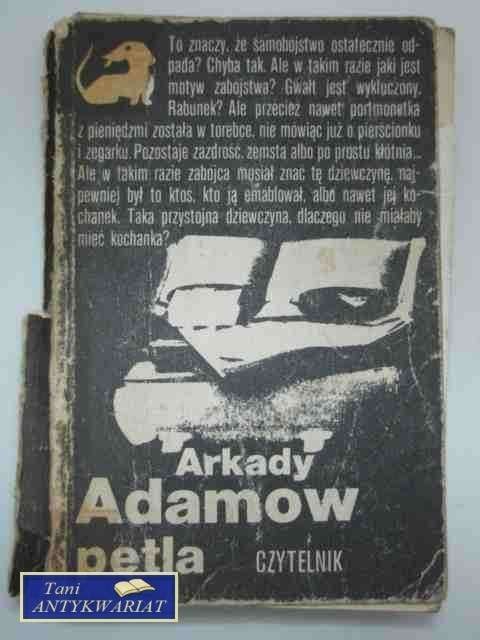 To znaczy, że samobójstwo ostatecznie od-
pada? Chyba tak. Ale w takim razie jaki jest
motyw zabójstwa? Gwałt jest wykluczony.
Rabunek? Ale przecież nawet portmonetka
z pieniędzmi została w torebce, nie mówiąc już o pierścionku
i zegarku. Pozostaje zazdrość, zemsta albo po prostu kłótnia...
Ale w takim razie zabójca musiał znać tę dziewczynę, naj-
pewniej był to ktoś, kto ją emablował, albo nawet jej ko-
chanek. Taka przystojna dziewczyna, dlaczego nie miałaby
mieć kochanka?
Arkady
Adamow
pętla
CZYTELNIK
Tani
ANTYKWARIAT